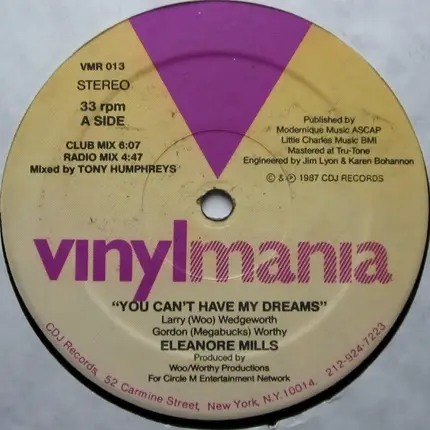 VMR 013
STEREO
33 rpm
A SIDE
CLUB MIX 6:07
RADIO MIX 4:47
Mixed by TONY HUMPHREYS
Published by
Modernique Music ASCAP
Little Charles Music BMI
Mastered at Tru-Tone
Engineered by Jim Lyon & Karen Bohannon
© & ℗ 1987 CDJ RECORDS
vinylmania
"YOU CAN'T HAVE MY DREAMS"
Larry (Woo) Wedgeworth
Gordon (Megabucks) Worthy
ELEANORE MILLS
Produced by
Woo/Worthy Productions
For Circle M Entertainment Network
CDJ Records, 52 Carmine Street, New York, N.Y. 10014. 212-924-7223